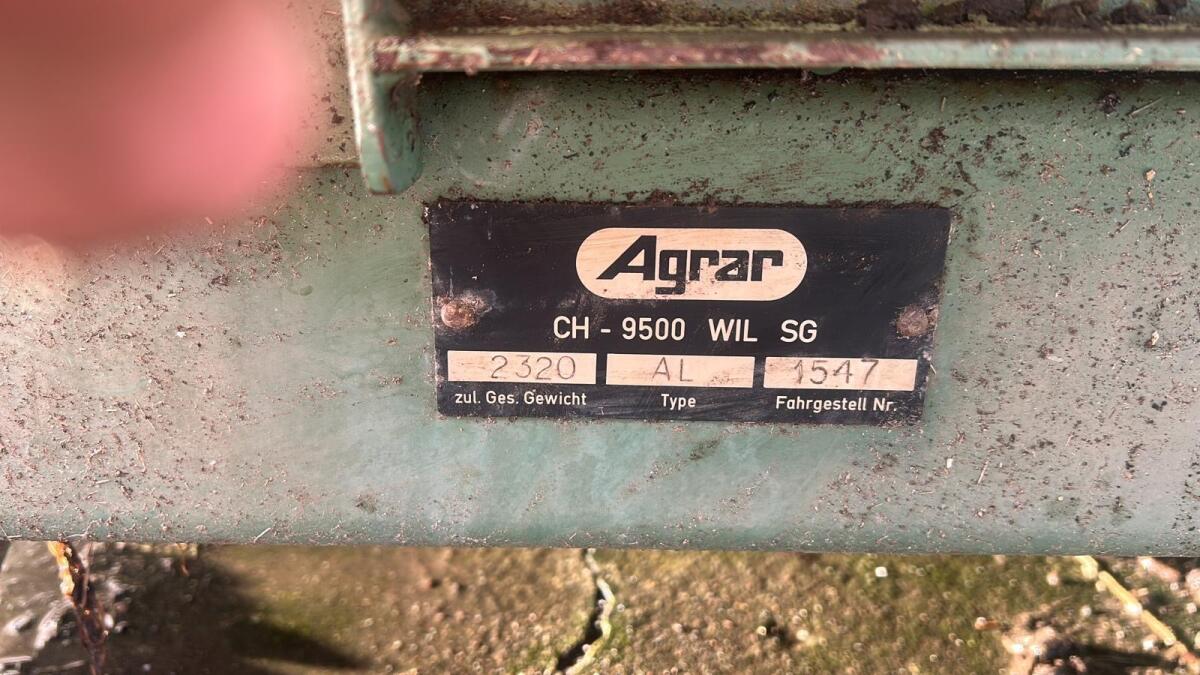 Agrar
CH - 9500 WIL SG
2320 AL 1547
zul. Ges. Gewicht Type Fahrgestell Nr.